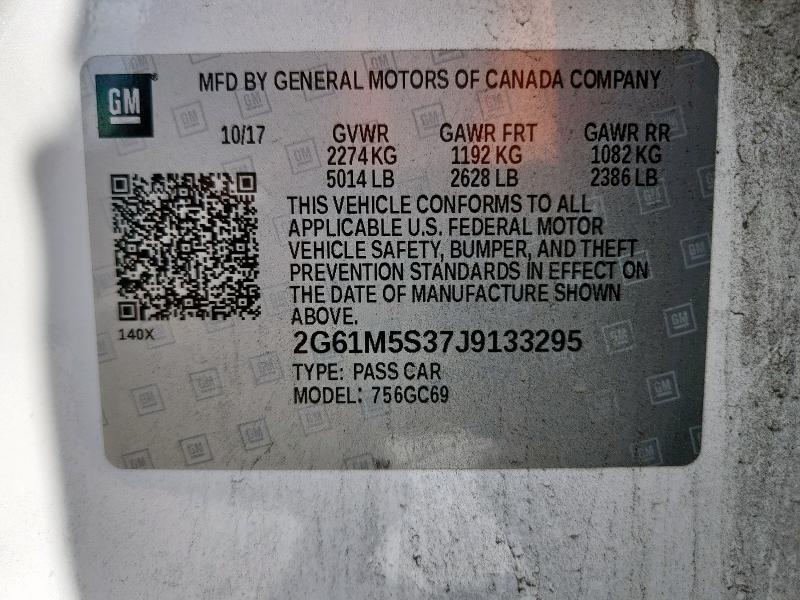 GM
MFD BY GENERAL MOTORS OF CANADA COMPANY
10/17 GVWR GAWR FRT GAWR RR
2274 KG 1192 KG 1082 KG
5014 LB 2628 LB 2386 LB
THIS VEHICLE CONFORMS TO ALL
APPLICABLE U.S. FEDERAL MOTOR
VEHICLE SAFETY, BUMPER, AND THEFT
PREVENTION STANDARDS IN EFFECT ON
THE DATE OF MANUFACTURE SHOWN
ABOVE.
140X
2G61M5S37J9133295
TYPE: PASS CAR
MODEL: 756GC69